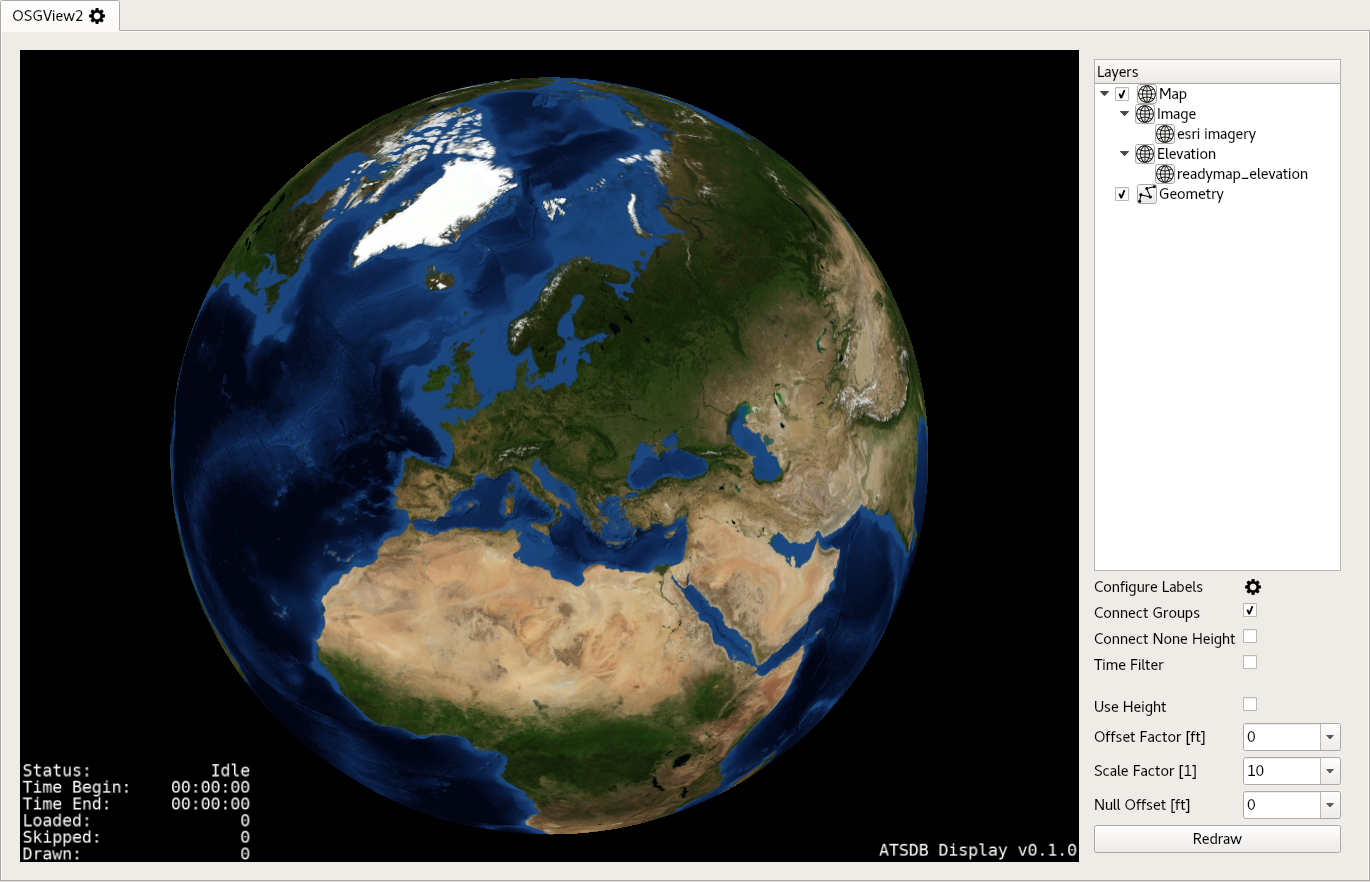 OSGView2
Layers
Map
Image
esri imagery
Elevation
readymap_elevation
Geometry
Configure Labels
Connect Groups
Connect None Height
Time Filter
Use Height
Offset Factor [ft] 0
Scale Factor [1] 10
Null Offset [ft] 0
Redraw
Status: Idle
Time Begin: 00:00:00
Time End: 00:00:00
Loaded: 0
Skipped: 0
Drawn: 0
ATSDB Display v0.1.0